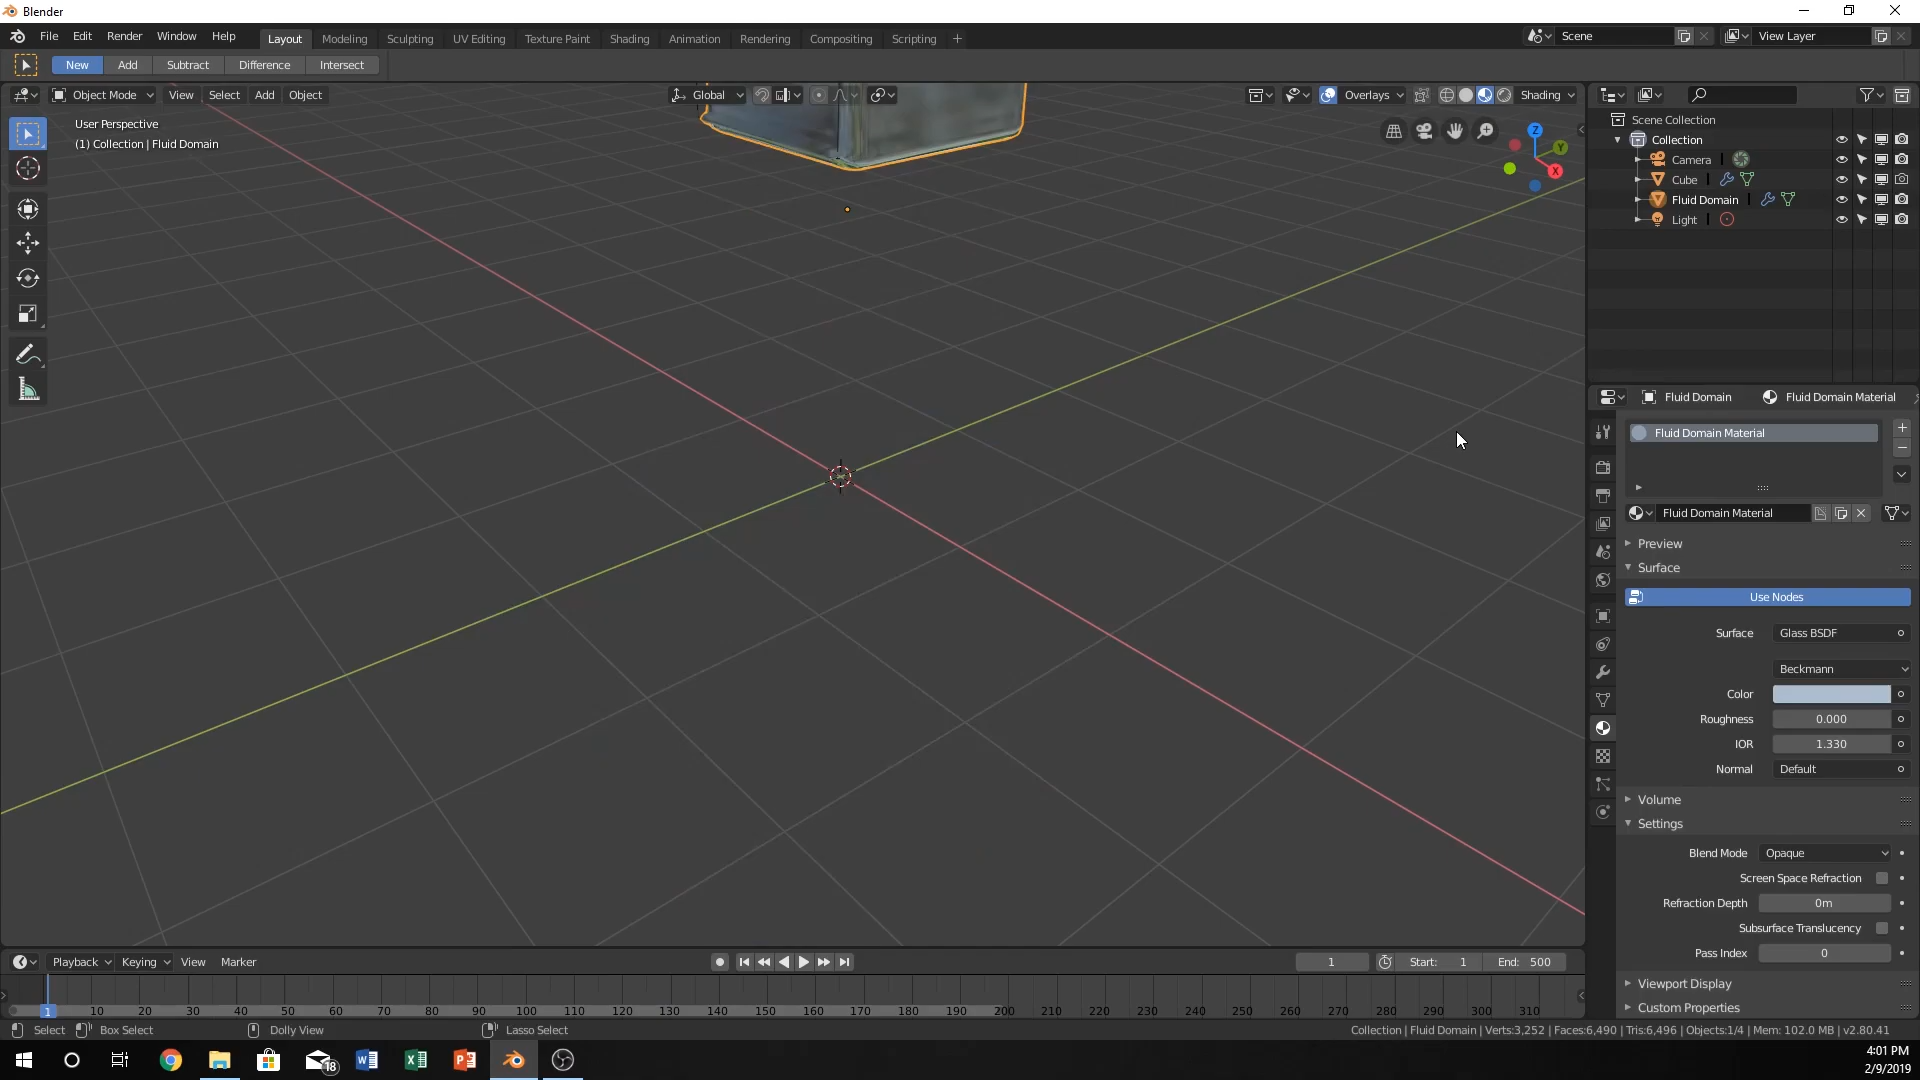 Blender
File Edit Render Window Help Layout Modeling Sculpting UV Editing Texture Paint Shading Animation Rendering Compositing Scripting + Scene View Layer
New Add Subtract Difference Intersect
Object Mode View Select Add Object Global Overlays Shading
User Perspective
(1) Collection | Fluid Domain
Z
Y
X
Scene Collection
Collection
Camera
Cube
Fluid Domain
Light
Fluid Domain Fluid Domain Material
Fluid Domain Material
Fluid Domain Material
Preview
Surface
Use Nodes
Surface Glass BSDF
Beckmann
Color
Roughness 0.000
IOR 1.330
Normal Default
Volume
Settings
Blend Mode Opaque
Screen Space Refraction
Refraction Depth 0m
Subsurface Translucency
Pass Index 0
Viewport Display
Custom Properties
Playback Keying View Marker 1 Start: 1 End: 500
1 10 20 30 40 50 60 70 80 90 100 110 120 130 140 150 160 170 180 190 200 210 220 230 240 250 260 270 280 290 300 310
Select Box Select Dolly View Lasso Select Collection | Fluid Domain | Verts:3,252 | Faces:6,490 | Tris:6,496 | Objects:1/4 | Mem: 102.0 MB | v2.80.41
18
4:01 PM
2/9/2019